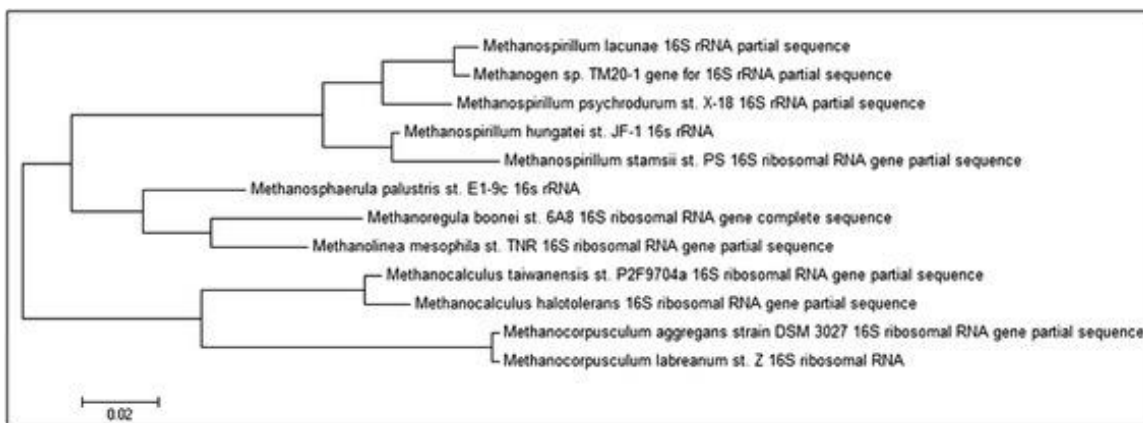 Methanospirillum lacunae 16S rRNA partial sequence
Methanogen sp. TM20-1 gene for 16S rRNA partial sequence
Methanospirillum psychrodurum st. X-18 16S rRNA partial sequence
Methanospirillum hungatei st. JF-1 16s rRNA
Methanospirillum stamsii st. PS 16S ribosomal RNA gene partial sequence
Methanosphaerula palustris st. E1-9c 16s rRNA
Methanoregula boonei st. 6A8 16S ribosomal RNA gene complete sequence
Methanolinea mesophila st. TNR 16S ribosomal RNA gene partial sequence
Methanocalculus taiwanensis st. P2F9704a 16S ribosomal RNA gene partial sequence
Methanocalculus halotolerans 16S ribosomal RNA gene partial sequence
Methanocorpusculum aggregans strain DSM 3027 16S ribosomal RNA gene partial sequence
Methanocorpusculum labreanum st. Z 16S ribosomal RNA
0.02